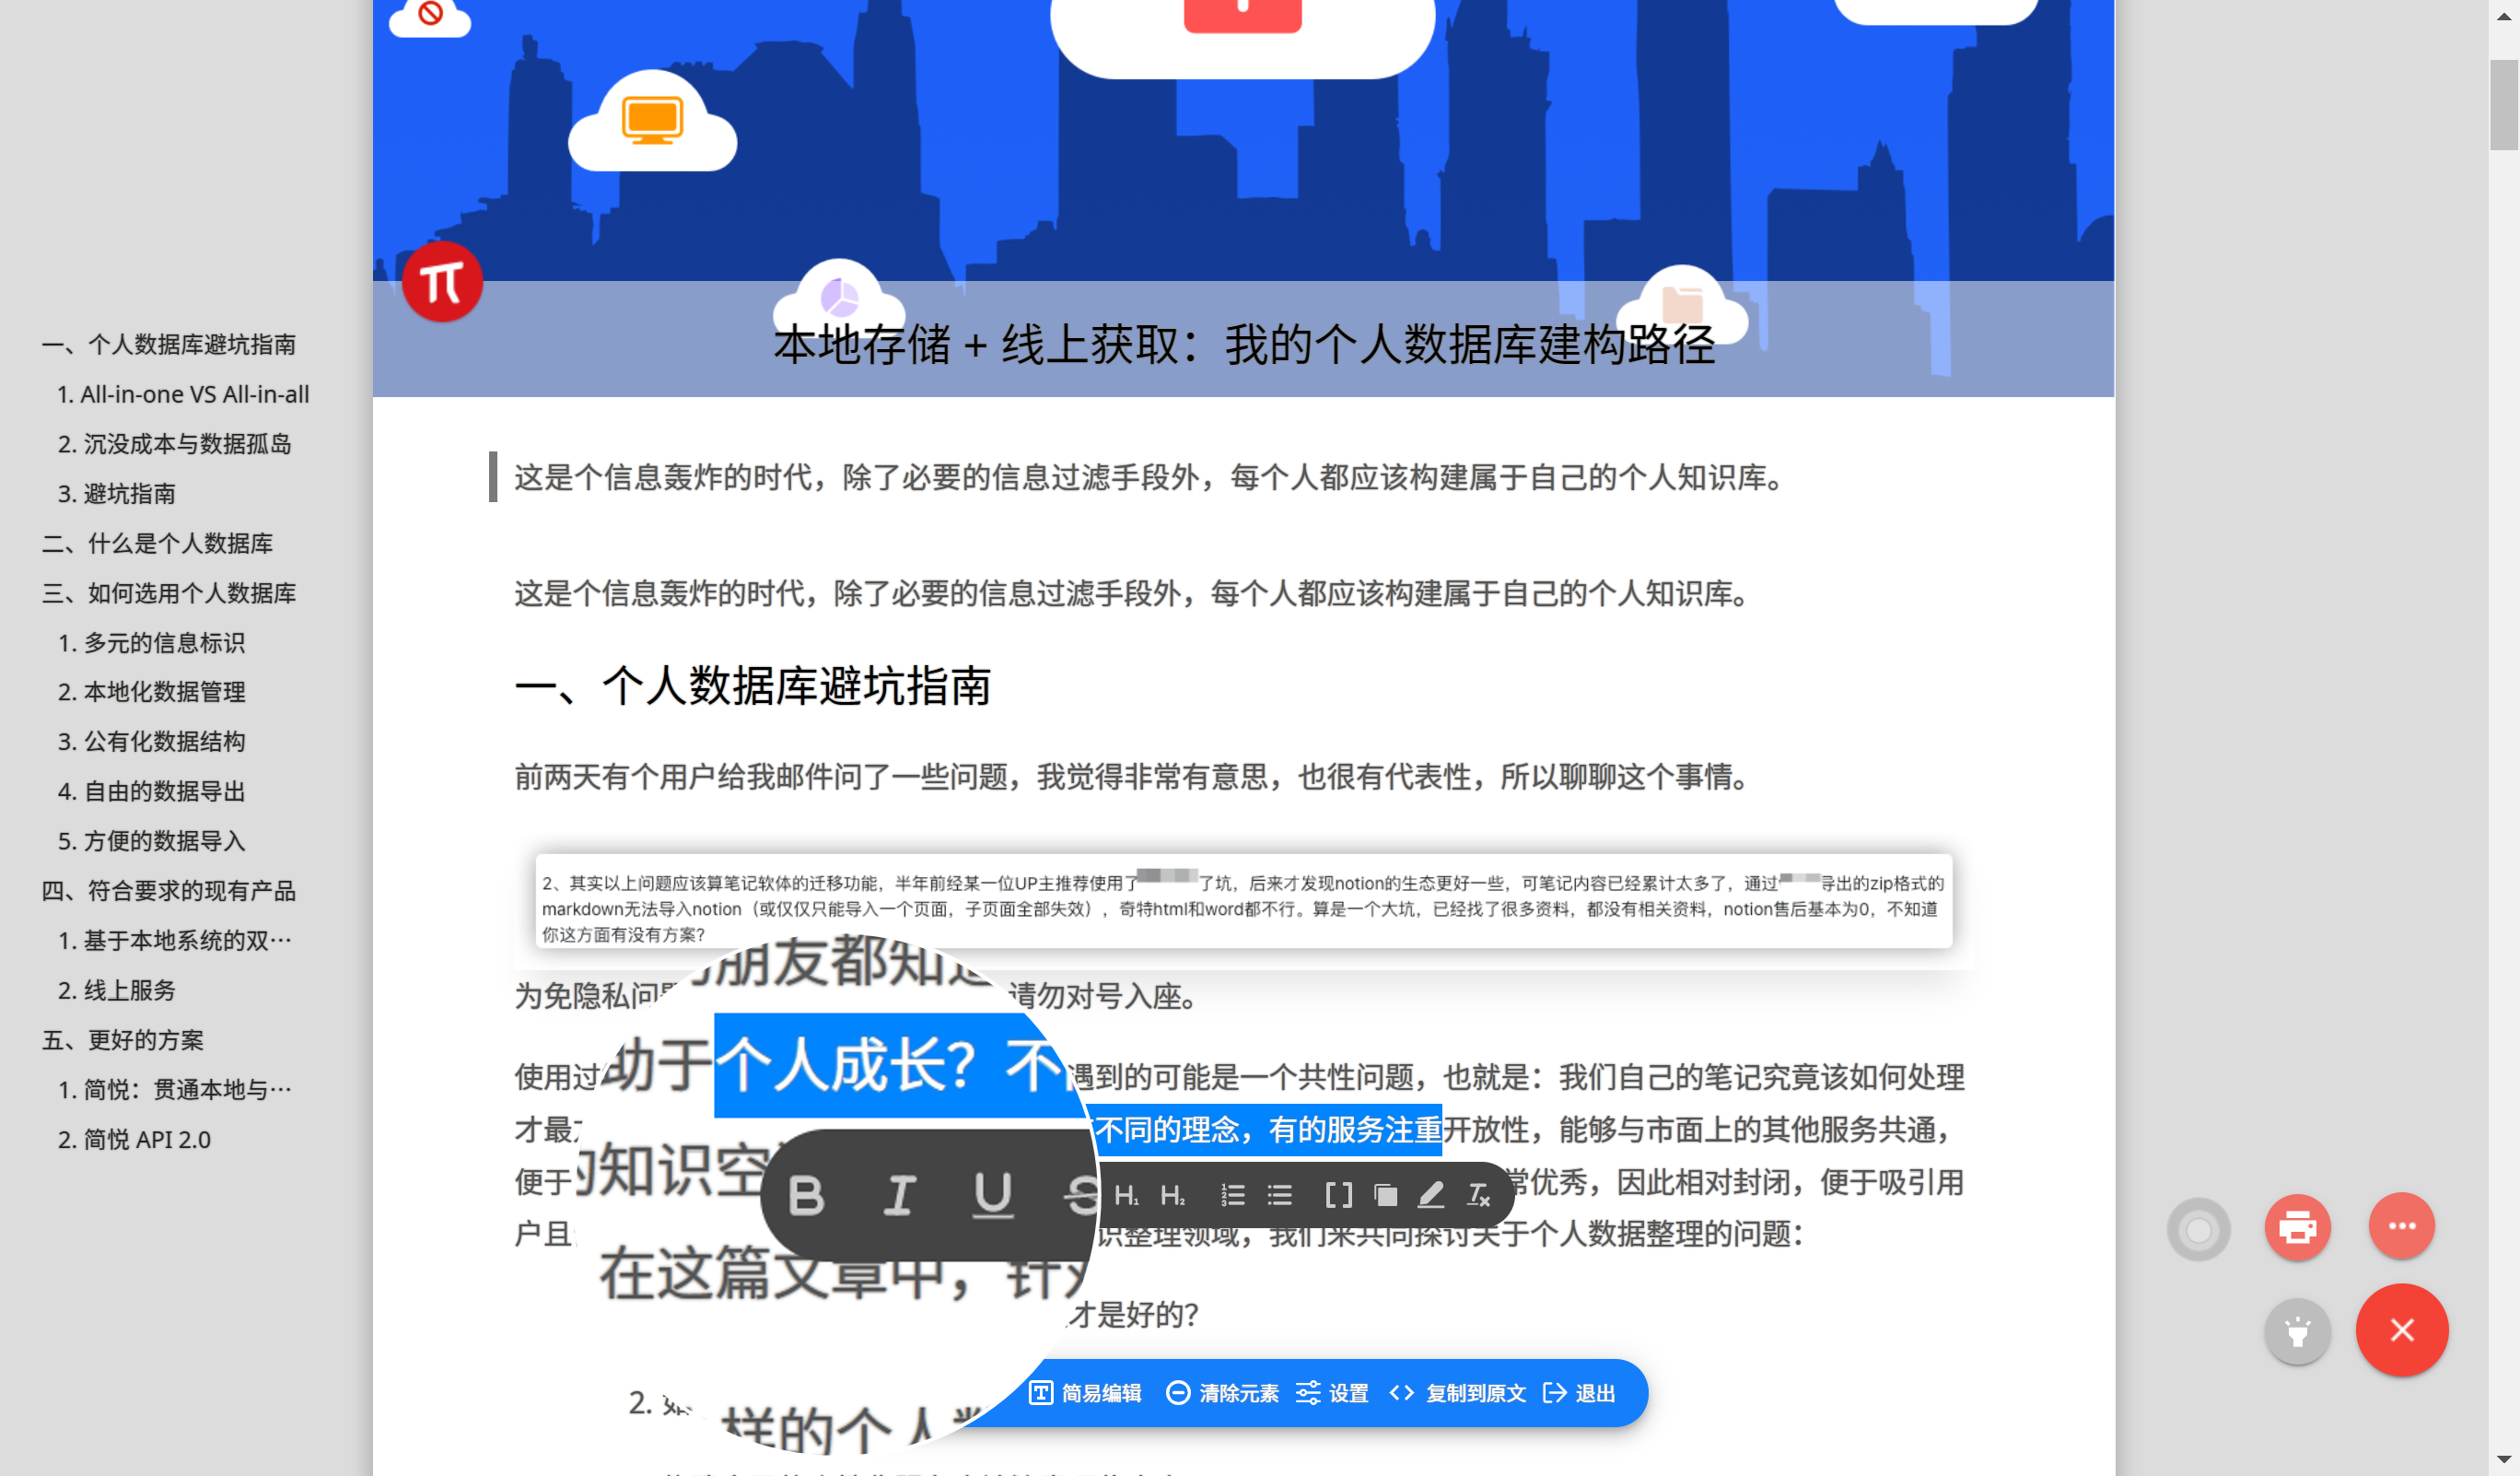 本地存储 + 线上获取：我的个人数据库建构路径
一、个人数据库避坑指南
1. All-in-one VS All-in-all
2. 沉没成本与数据孤岛
3. 避坑指南
二、什么是个人数据库
三、如何选用个人数据库
1. 多元的信息标识
2. 本地化数据管理
3. 公有化数据结构
4. 自由的数据导出
5. 方便的数据导入
四、符合要求的现有产品
1. 基于本地系统的双…
2. 线上服务
五、更好的方案
1. 简悦：贯通本地与…
2. 简悦 API 2.0
这是个信息轰炸的时代，除了必要的信息过滤手段外，每个人都应该构建属于自己的个人知识库。
这是个信息轰炸的时代，除了必要的信息过滤手段外，每个人都应该构建属于自己的个人知识库。
一、个人数据库避坑指南
前两天有个用户给我邮件问了一些问题，我觉得非常有意思，也很有代表性，所以聊聊这个事情。
2、其实以上问题应该算笔记软体的迁移功能，半年前经某一位UP主推荐使用了 了坑，后来才发现notion的生态更好一些，可笔记内容已经累计太多了，通过 导出的zip格式的
markdown无法导入notion（或仅仅只能导入一个页面，子页面全部失效），奇特html和word都不行。算是一个大坑，已经找了很多资料，都没有相关资料，notion售后基本为0，不知道
你这方面有没有方案？
朋友都知道
为免隐私问 请勿对号入座。
助于个人成长？不
使用过 遇到的可能是一个共性问题，也就是：我们自己的笔记究竟该如何处理
才最 不同的理念，有的服务注重开放性，能够与市面上的其他服务共通，
的知识空
便于 常优秀，因此相对封闭，便于吸引用
B I U S H1 H2
户且 识整理领域，我们来共同探讨关于个人数据整理的问题：
在这篇文章中，针对
才是好的？
2.
样的个人
简易编辑 清除元素 设置 复制到原文 退出